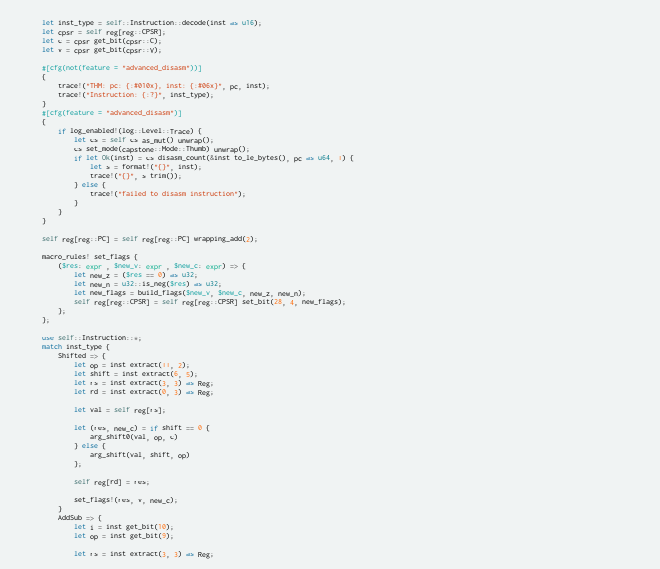 let inst_type = self::Instruction::decode(inst as u16);
let cpsr = self reg[reg::CPSR];
let c = cpsr get_bit(cpsr::C);
let v = cpsr get_bit(cpsr::V);
#[cfg(not(feature = "advanced_disasm"))]
{
trace!("THM: pc: {:#010x}, inst: {:#06x}", pc, inst);
trace!("Instruction: {:?}", inst_type);
}
#[cfg(feature = "advanced_disasm")]
{
if log_enabled!(log::Level::Trace) {
let cs = self cs as_mut() unwrap();
cs set_mode(capstone::Mode::Thumb) unwrap();
if let Ok(inst) = cs disasm_count(&inst to_le_bytes(), pc as u64, 1) {
let s = format!("{}", inst);
trace!("{}", s trim());
} else {
trace!("failed to disasm instruction");
}
}
}
self reg[reg::PC] = self reg[reg::PC] wrapping_add(2);
macro_rules! set_flags {
($res: expr , $new_v: expr , $new_c: expr) => {
let new_z = ($res == 0) as u32;
let new_n = u32::is_neg($res) as u32;
let new_flags = build_flags($new_v, $new_c, new_z, new_n);
self reg[reg::CPSR] = self reg[reg::CPSR] set_bit(28, 4, new_flags);
};
};
use self::Instruction::*;
match inst_type {
Shifted => {
let op = inst extract(11, 2);
let shift = inst extract(6, 5);
let rs = inst extract(3, 3) as Reg;
let rd = inst extract(0, 3) as Reg;
let val = self reg[rs];
let (res, new_c) = if shift == 0 {
arg_shift0(val, op, c)
} else {
arg_shift(val, shift, op)
};
self reg[rd] = res;
set_flags!(res, v, new_c);
}
AddSub => {
let i = inst get_bit(10);
let op = inst get_bit(9);
let rs = inst extract(3, 3) as Reg;